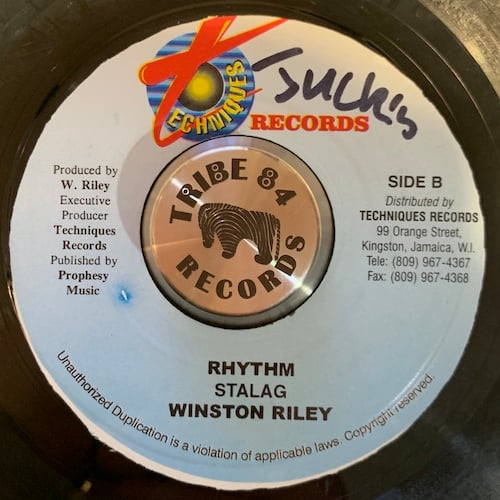 TECHNIQUES
RECORDS
Produced by
W. Riley
Executive
Producer
Techniques
Records
Published by
Prophesy
Music
TRIBE 84
RECORDS
SIDE B
Distributed by
TECHNIQUES RECORDS
99 Orange Street,
Kingston, Jamaica, W.I.
Tele: (809) 967-4367
Fax: (809) 967-4368
RHYTHM
STALAG
WINSTON RILEY
Unauthorized Duplication is a violation of applicable laws. Copyright reserved.